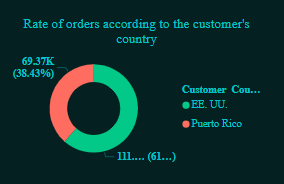 Rate of orders according to the customer's
country
69.37K
(38.43%)
Customer Cou...
EE. UU.
Puerto Rico
111.... (61...)